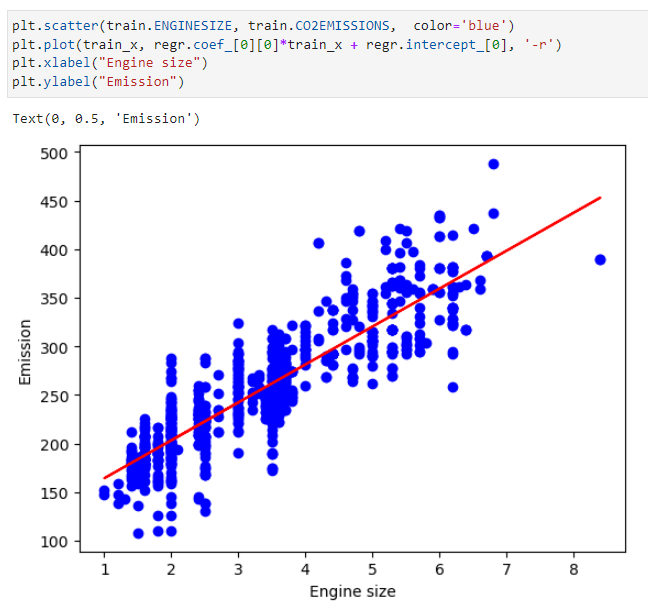 plt.scatter(train.ENGINESIZE, train.CO2EMISSIONS,  color='blue')
plt.plot(train_x, regr.coef_[0][0]*train_x + regr.intercept_[0], '-r')
plt.xlabel("Engine size")
plt.ylabel("Emission")
Text(0, 0.5, 'Emission')
500
450
400
350
300
250
200
150
100
Emission
1 2 3 4 5 6 7 8
Engine size